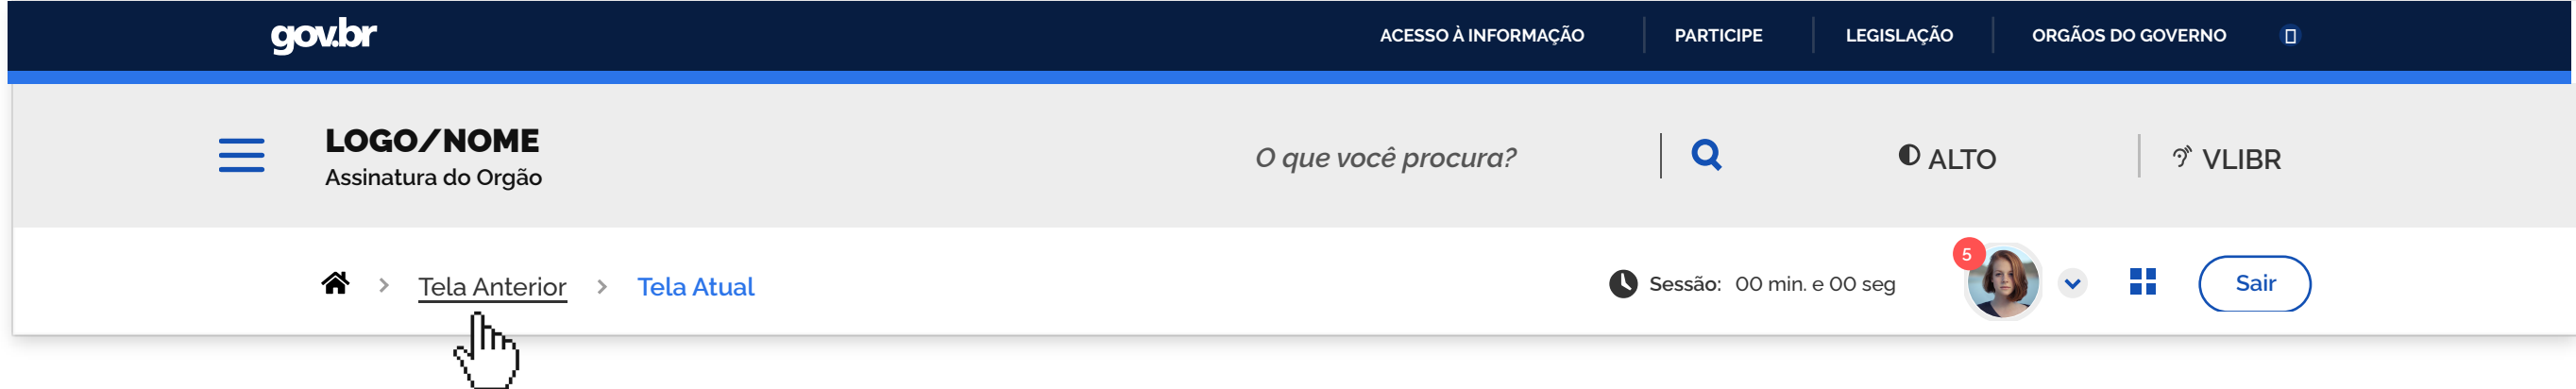 gov.br
ACESSO À INFORMAÇÃO
PARTICIPE
LEGISLAÇÃO
ORGÃOS DO GOVERNO
LOGO/NOME
Assinatura do Orgão
O que você procura?
ALTO
VLIBR
Tela Anterior
Tela Atual
Sessão: 00 min. e 00 seg
5
Sair